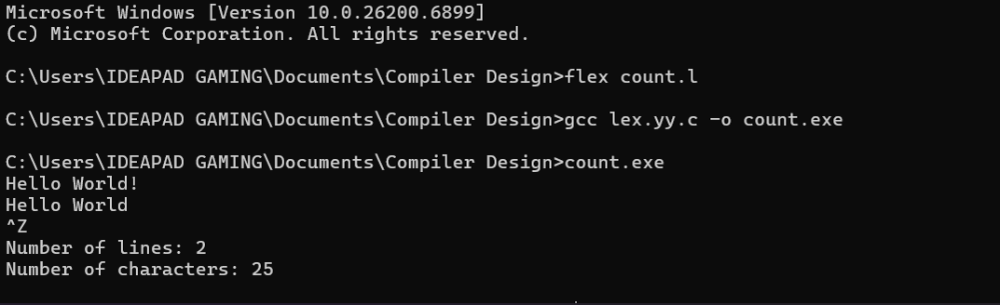 Microsoft Windows [Version 10.0.26200.6899]
(c) Microsoft Corporation. All rights reserved.
C:\Users\IDEAPAD GAMING\Documents\Compiler Design>flex count.l
C:\Users\IDEAPAD GAMING\Documents\Compiler Design>gcc lex.yy.c -o count.exe
C:\Users\IDEAPAD GAMING\Documents\Compiler Design>count.exe
Hello World!
Hello World
^Z
Number of lines: 2
Number of characters: 25